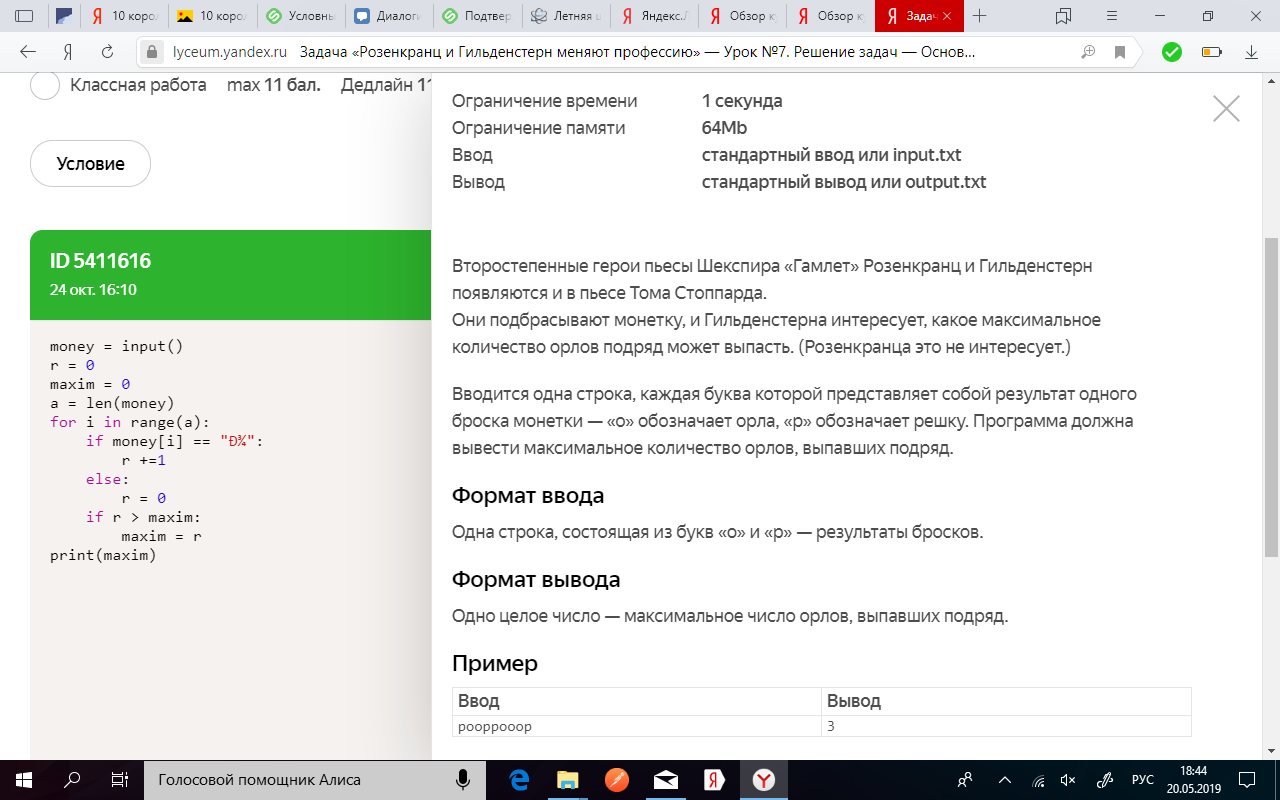 10 корол
10 корол
Условнь
Диалоги
Подтвер
Летняя ш
Яндекс.Л
Обзор к
Обзор к
Задач
lyceum.yandex.ru Задача «Розенкранц и Гильденстерн меняют профессию» — Урок №7. Решение задач — Основ...
Классная работа max 11 бал. Дедлайн 11
Условие
ID 5411616
24 окт. 16:10
money = input()
r = 0
maxim = 0
a = len(money)
for i in range(a):
if money[i] == "Ð¾":
r +=1
else:
r = 0
if r > maxim:
maxim = r
print(maxim)
Ограничение времени 1 секунда
Ограничение памяти 64Mb
Ввод стандартный ввод или input.txt
Вывод стандартный вывод или output.txt
Второстепенные герои пьесы Шекспира «Гамлет» Розенкранц и Гильденстерн
появляются и в пьесе Тома Стоппарда.
Они подбрасывают монетку, и Гильденстерна интересует, какое максимальное
количество орлов подряд может выпасть. (Розенкранца это не интересует.)
Вводится одна строка, каждая буква которой представляет собой результат одного
броска монетки — «о» обозначает орла, «р» обозначает решку. Программа должна
вывести максимальное количество орлов, выпавших подряд.
Формат ввода
Одна строка, состоящая из букв «о» и «р» — результаты бросков.
Формат вывода
Одно целое число — максимальное число орлов, выпавших подряд.
Пример
Ввод Вывод
роорроoор 3
Голосовой помощник Алиса
РУС
18:44
20.05.2019